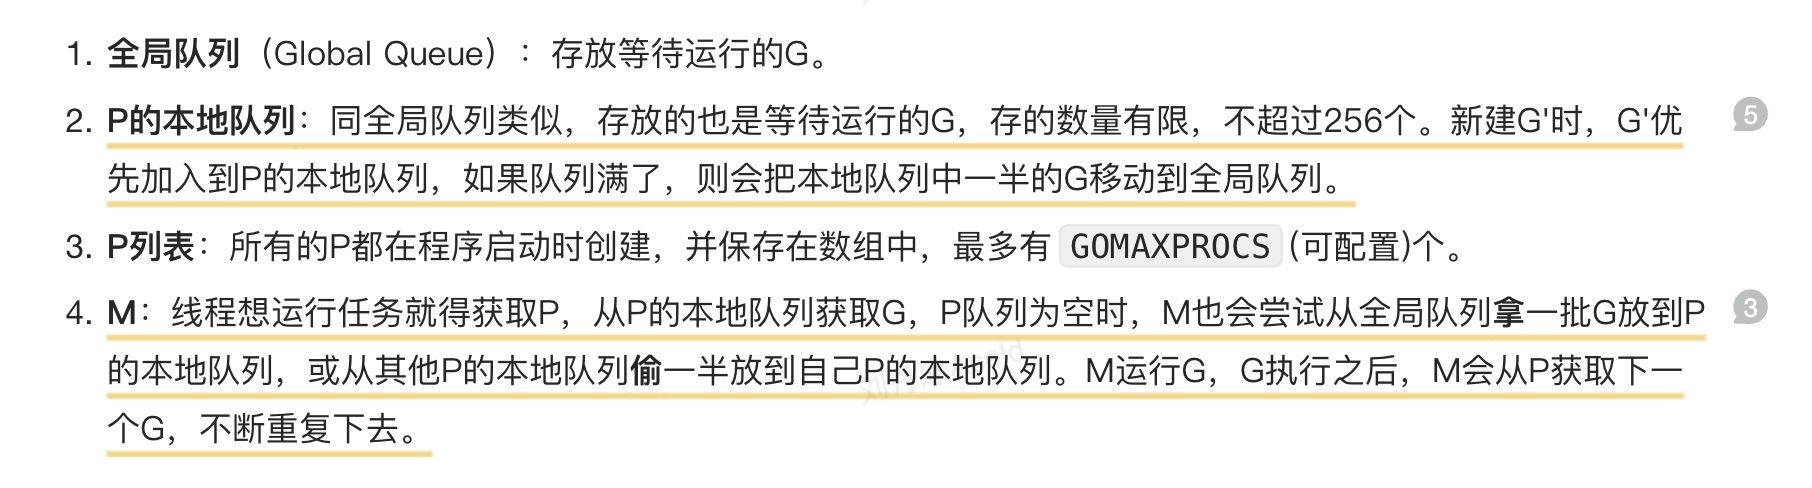 1. 全局队列（Global Queue）：存放等待运行的G。
2. P的本地队列：同全局队列类似，存放的也是等待运行的G，存的数量有限，不超过256个。新建G'时，G'优
5
先加入到P的本地队列，如果队列满了，则会把本地队列中一半的G移动到全局队列。
3. P列表：所有的P都在程序启动时创建，并保存在数组中，最多有 GOMAXPROCS (可配置)个。
4. M：线程想运行任务就得获取P，从P的本地队列获取G，P队列为空时，M也会尝试从全局队列拿一批G放到P
3
的本地队列，或从其他P的本地队列偷一半放到自己P的本地队列。M运行G，G执行之后，M会从P获取下一
个G，不断重复下去。